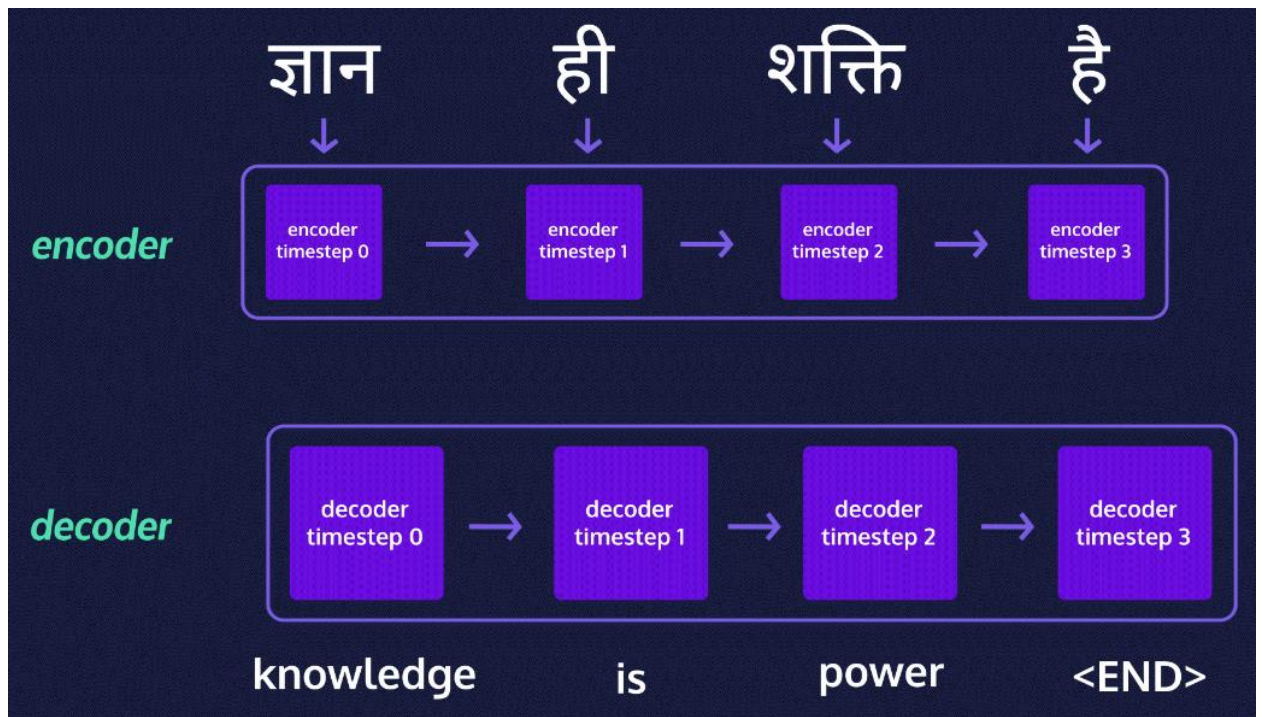 ज्ञान ही शक्ति है
encoder
encoder timestep 0
encoder timestep 1
encoder timestep 2
encoder timestep 3
decoder
decoder timestep 0
decoder timestep 1
decoder timestep 2
decoder timestep 3
knowledge is power <END>